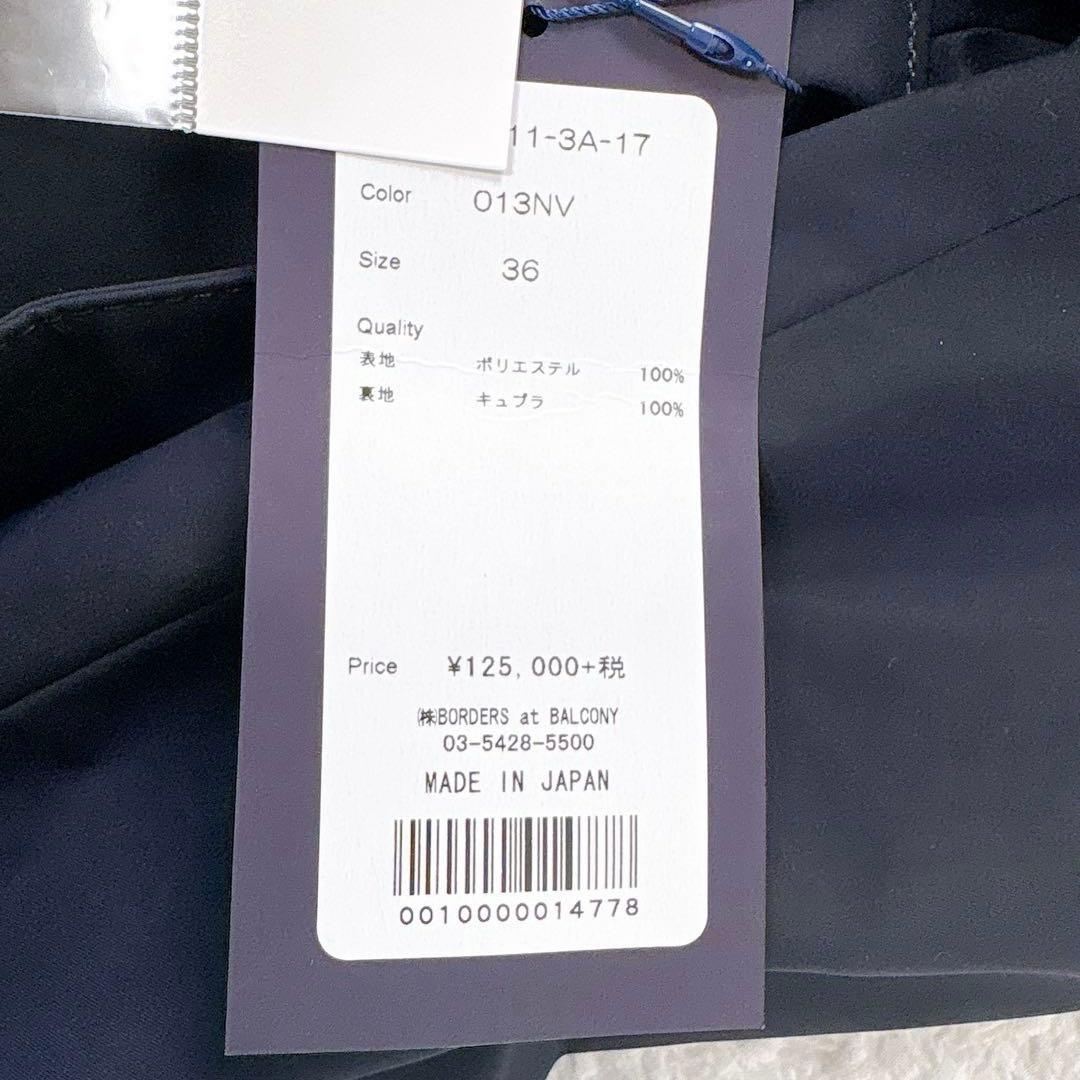 11-3A-17
Color 013NV
Size 36
Quality
表地 ポリエステル 100%
裏地 キュプラ 100%
Price ¥125,000+税
㈱BORDERS at BALCONY
03-5428-5500
MADE IN JAPAN
0010000014778